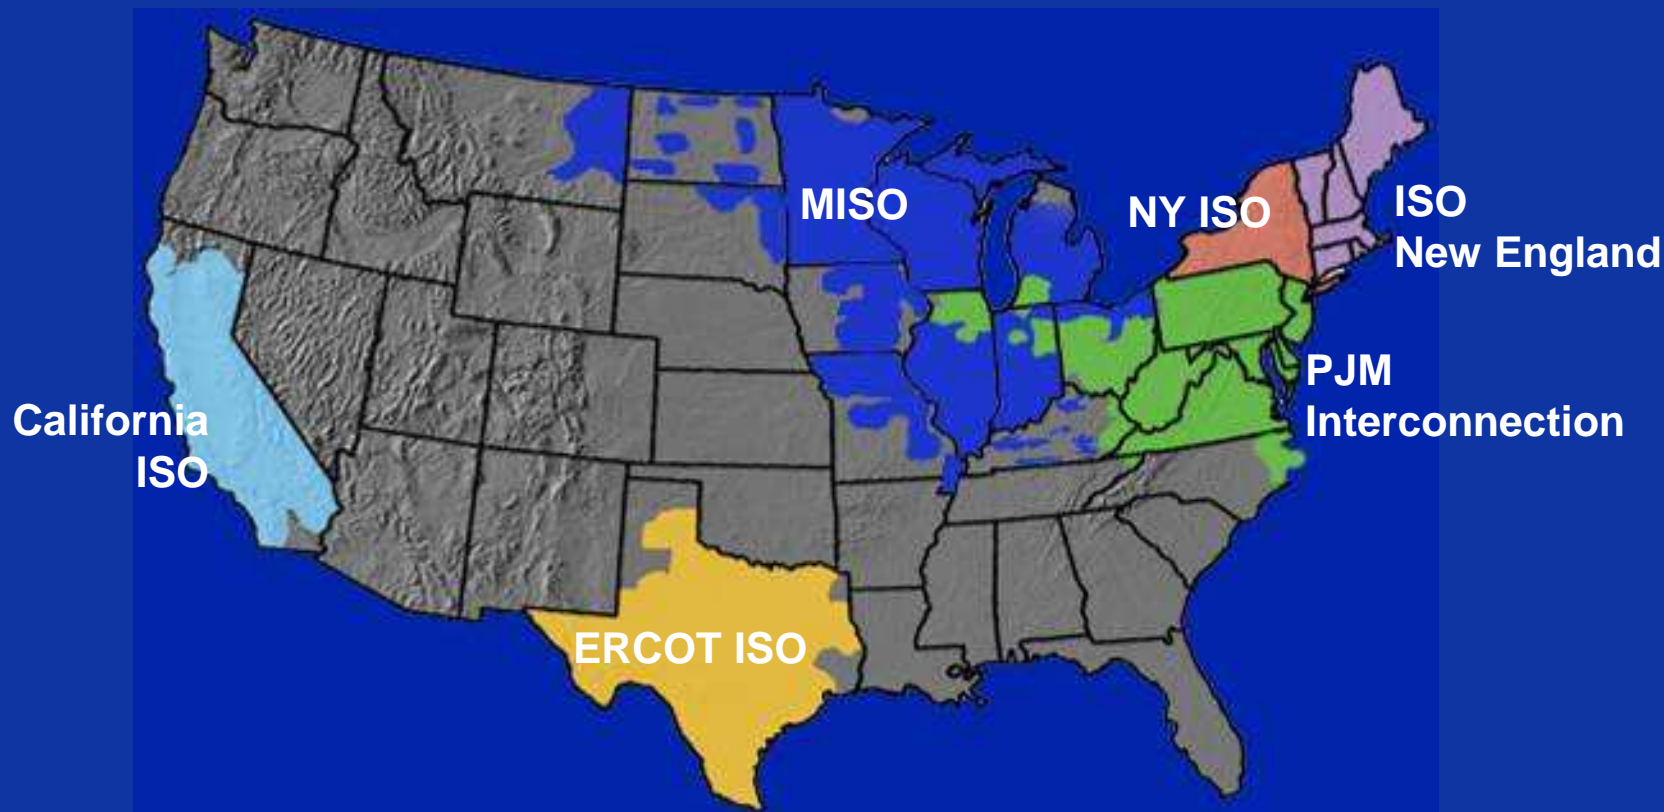 MISO
NY ISO
ISO
New England
PJM
Interconnection
California
ISO
ERCOT ISO